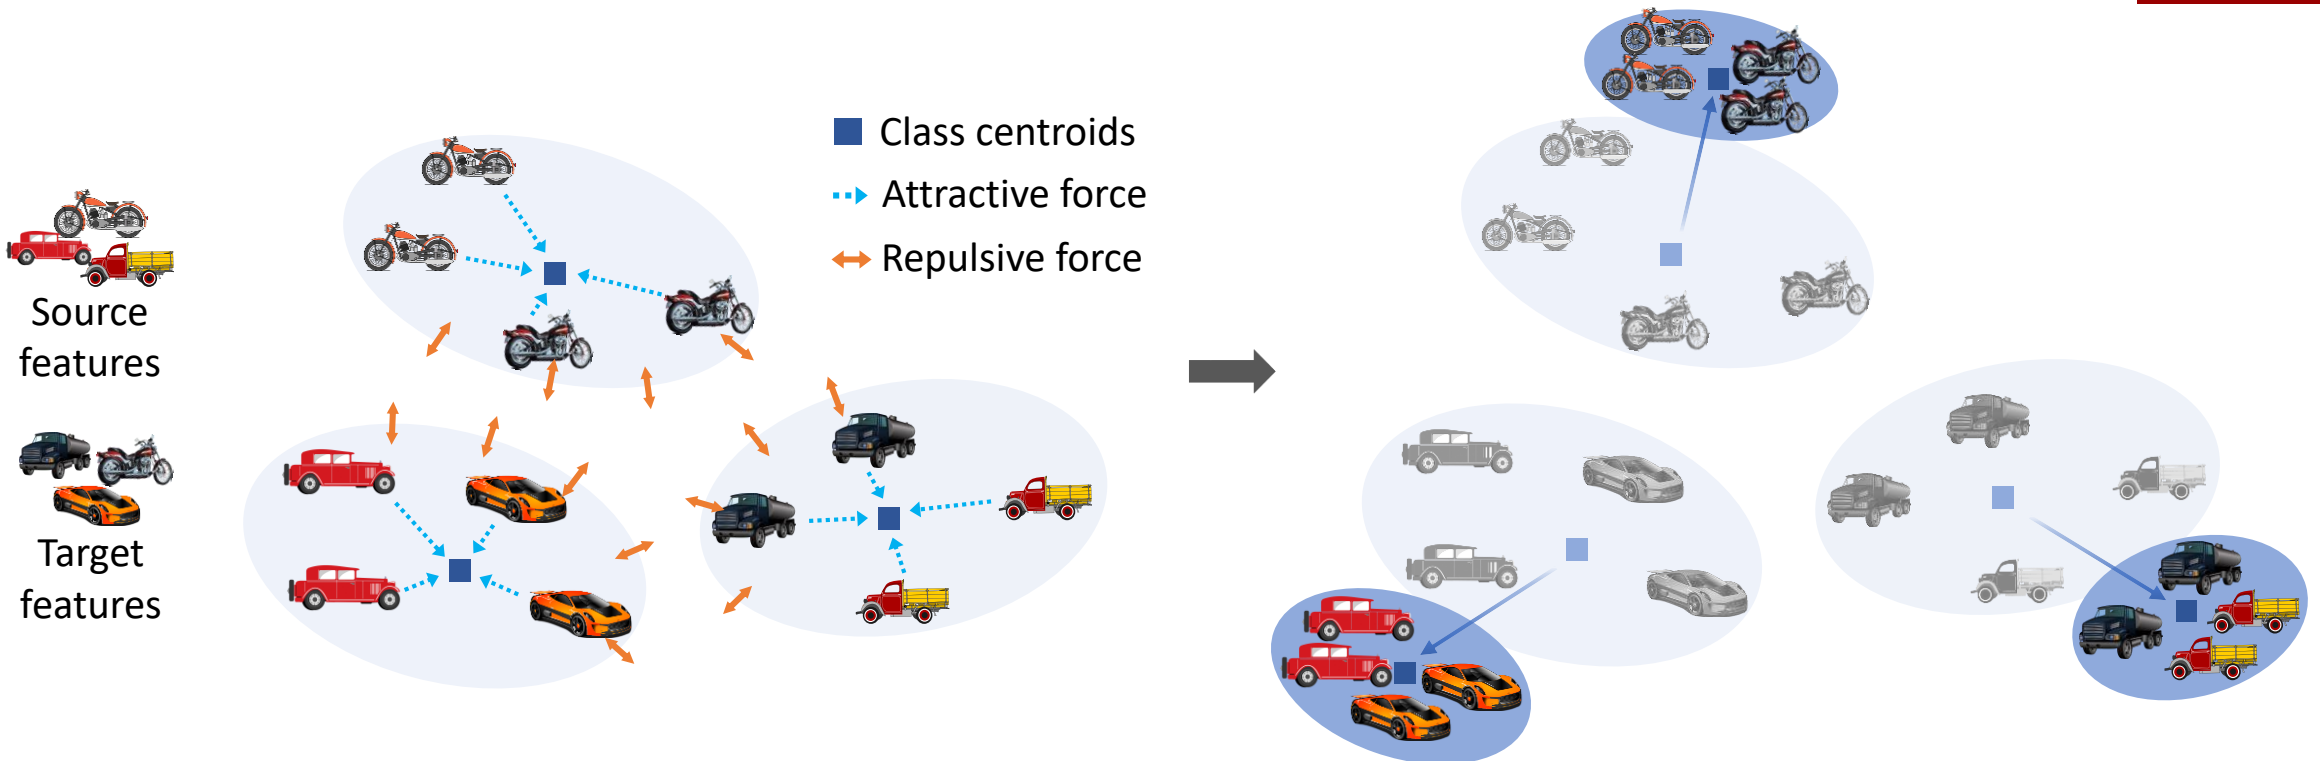 Source
features
Target
features
Class centroids
Attractive force
Repulsive force